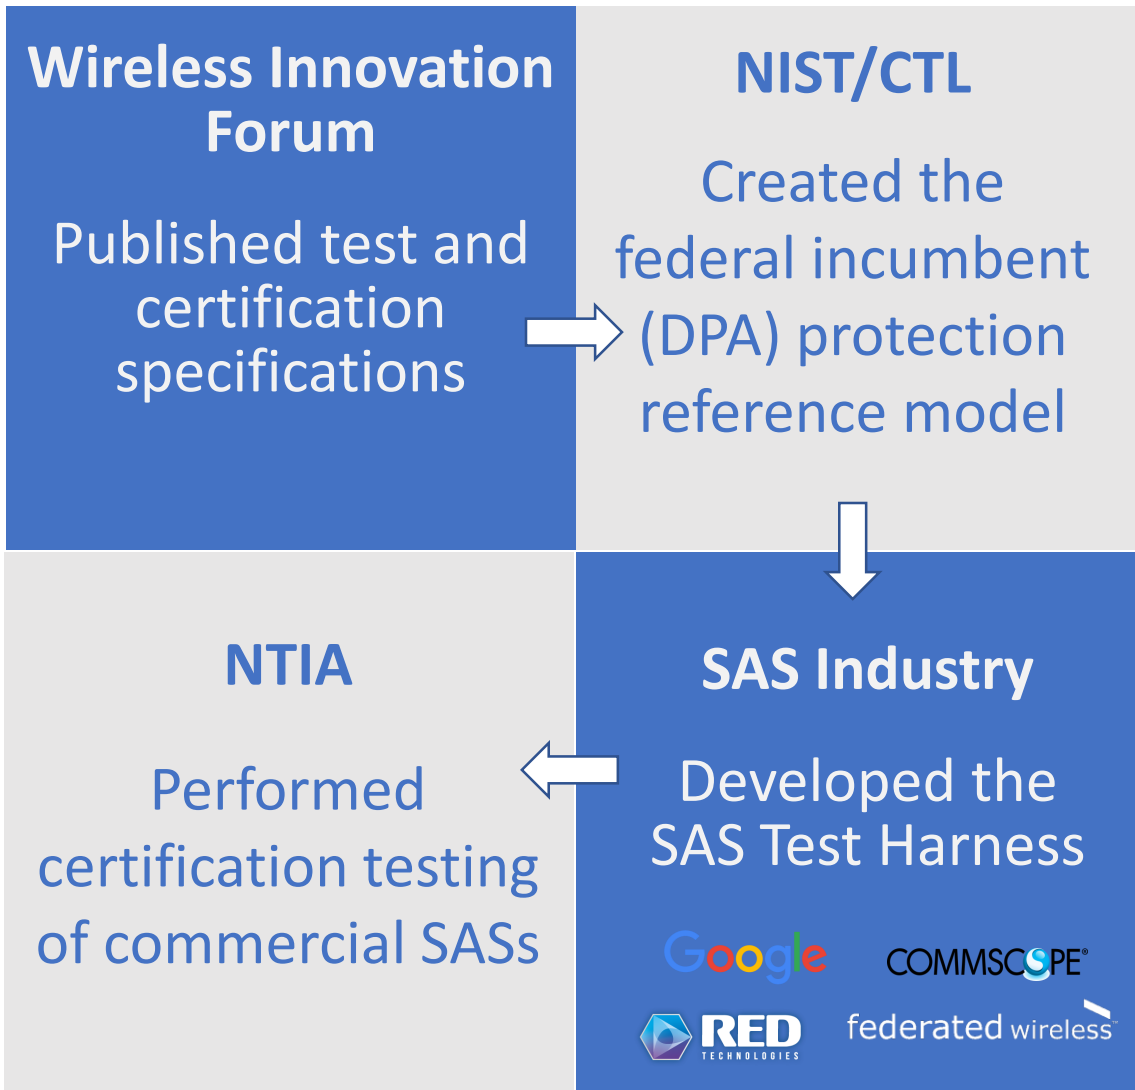 Wireless Innovation
Forum
Published test and
certification
specifications
NIST/CTL
Created the
federal incumbent
(DPA) protection
reference model
SAS Industry
Developed the
SAS Test Harness
Google
COMMSCOPE®
RED
TECHNOLOGIES
federated wireless™
NTIA
Performed
certification testing
of commercial SASs